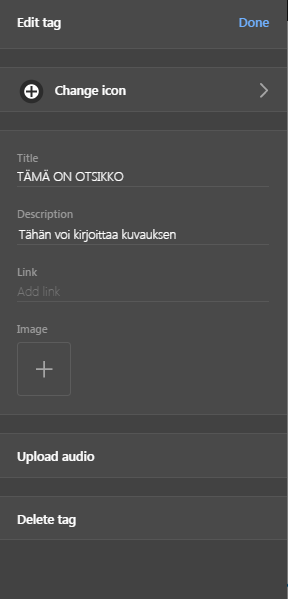 Edit tag
Done
Change icon
Title
TÄMÄ ON OTSIKKO
Description
Tähän voi kirjoittaa kuvauksen
Link
Add link
Image
Upload audio
Delete tag